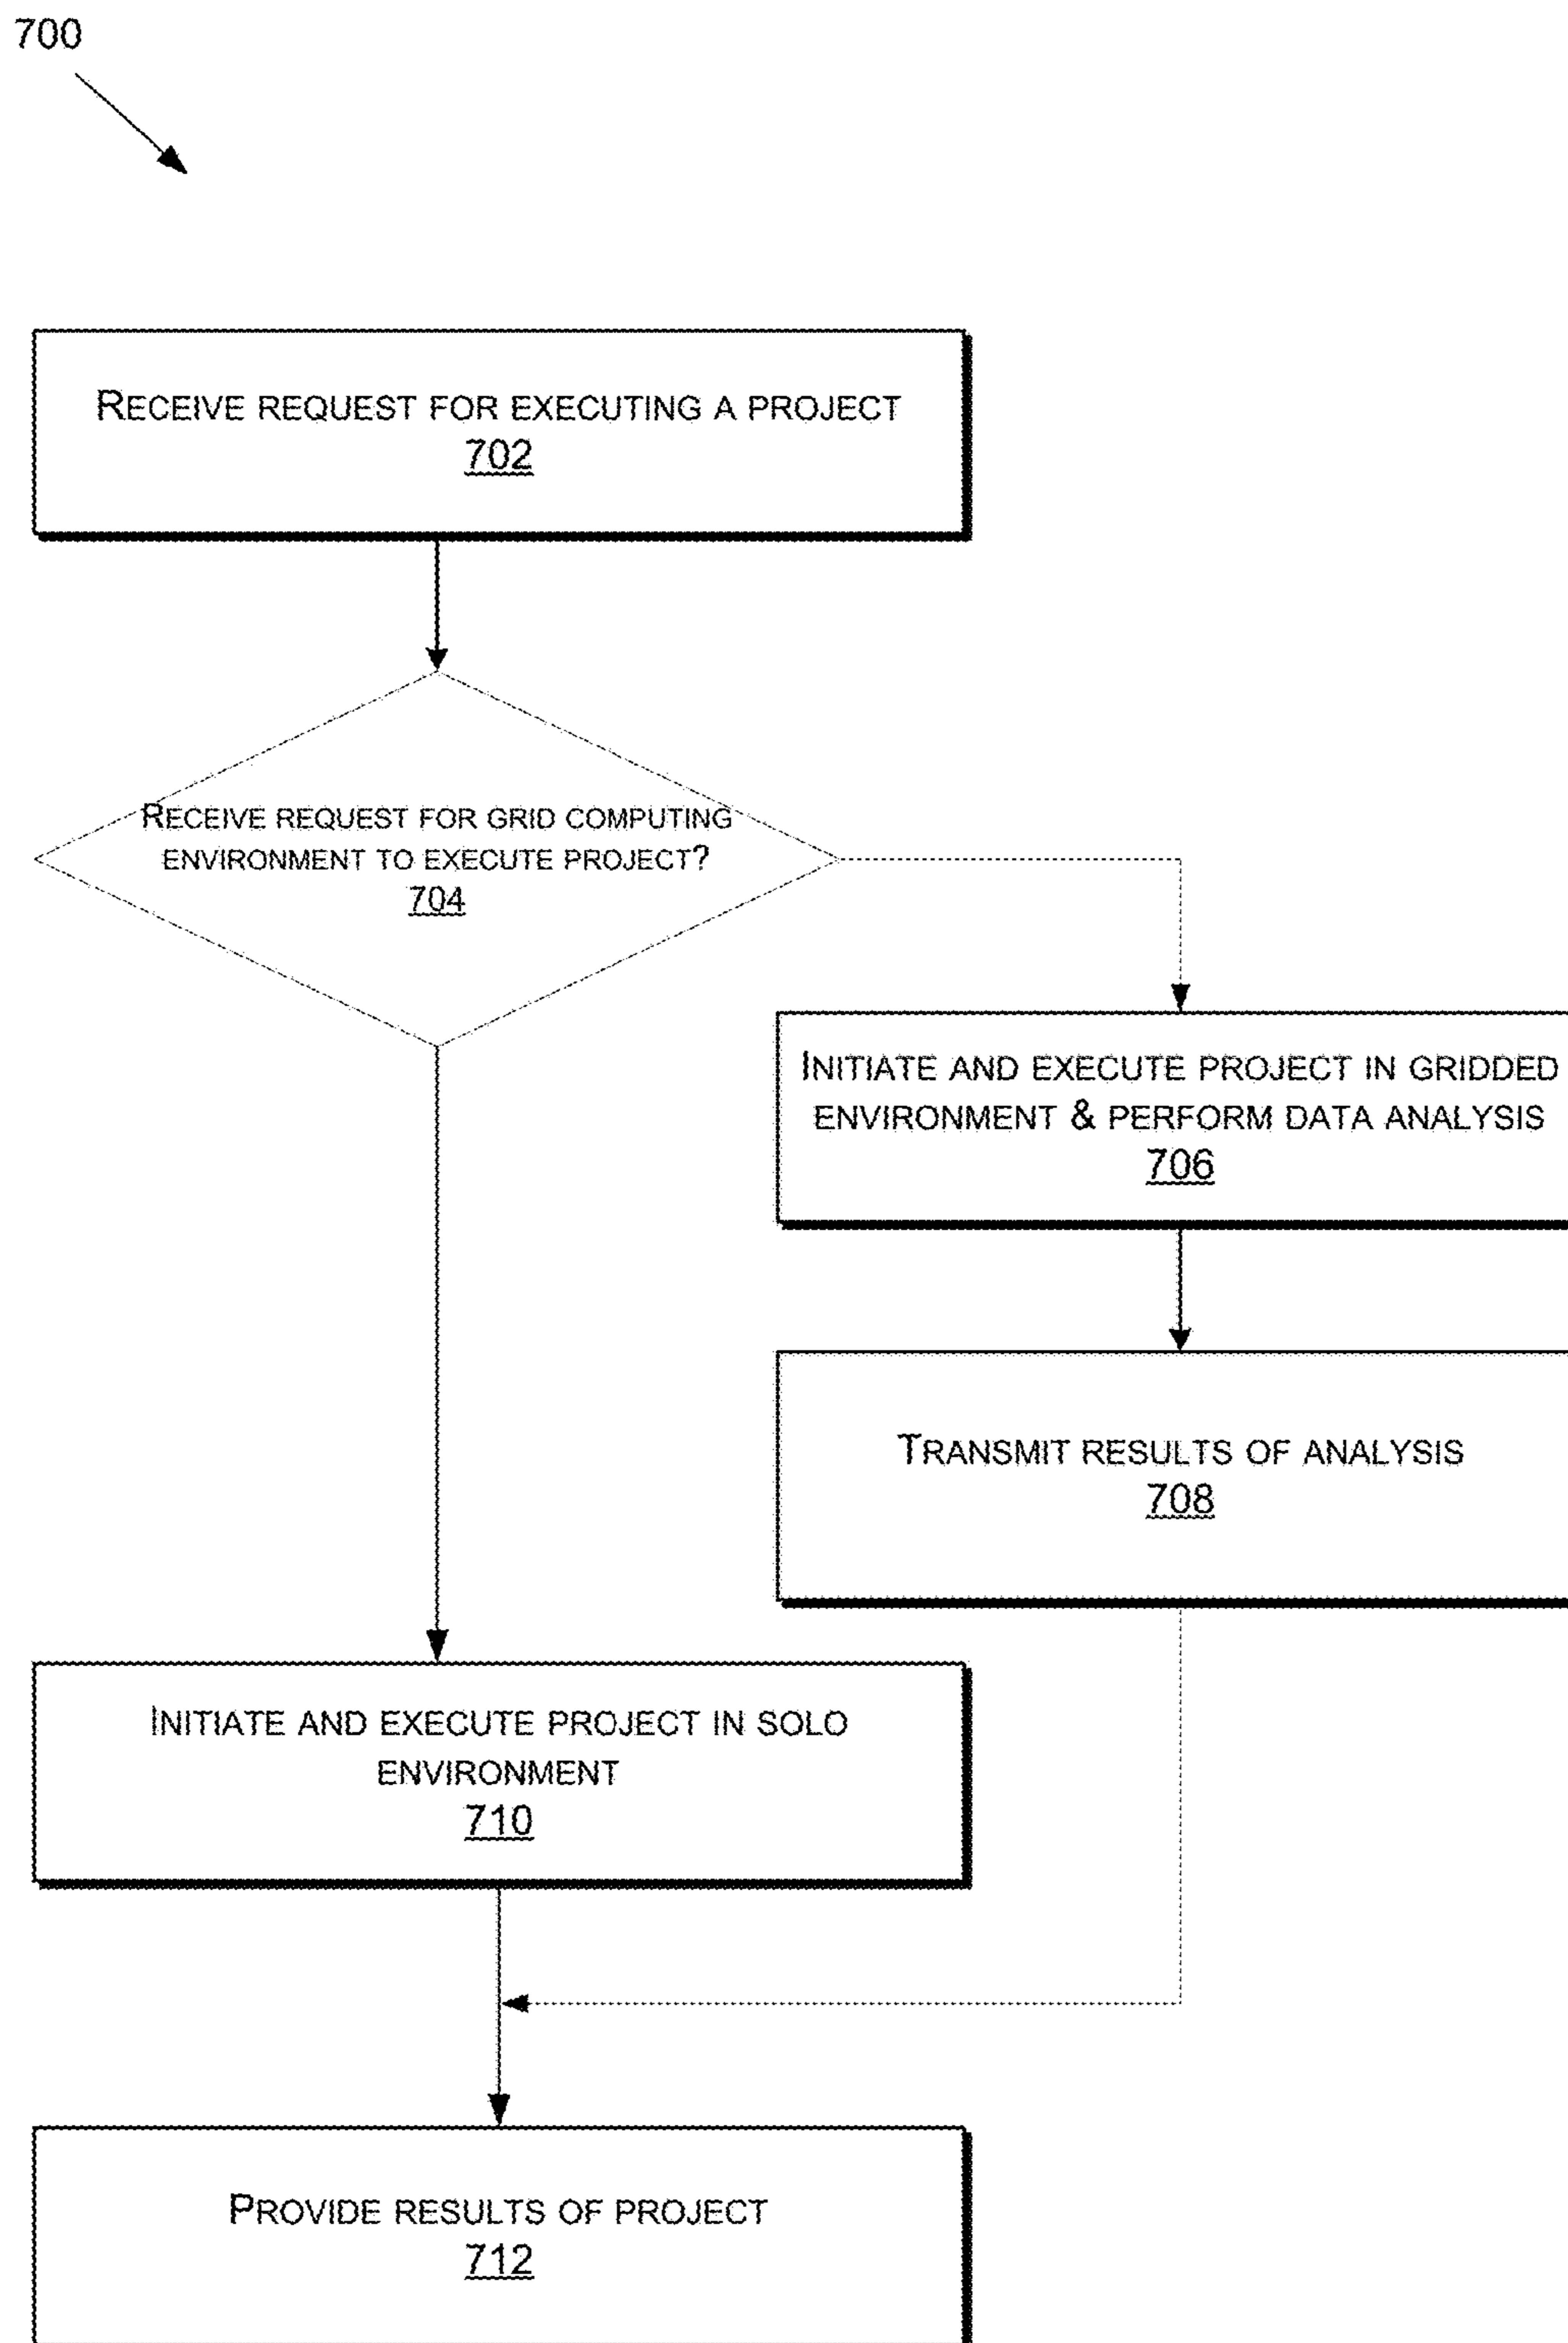 700
RECEIVE REQUEST FOR EXECUTING A PROJECT
702
RECEIVE REQUEST FOR GRID COMPUTING
ENVIRONMENT TO EXECUTE PROJECT?
704
INITIATE AND EXECUTE PROJECT IN GRIDDED
ENVIRONMENT & PERFORM DATA ANALYSIS
706
TRANSMIT RESULTS OF ANALYSIS
708
INITIATE AND EXECUTE PROJECT IN SOLO
ENVIRONMENT
710
PROVIDE RESULTS OF PROJECT
712